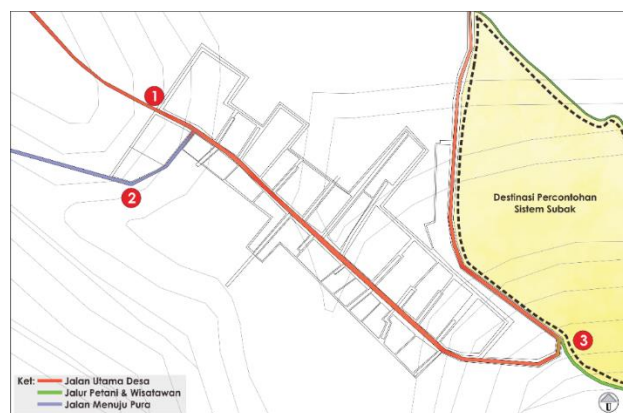 1
2
Destinasi Percontohan
Sistem Subak
3
Ket:
Jalan Utama Desa
Jalur Petani & Wisatawan
Jalan Menuju Pura
U